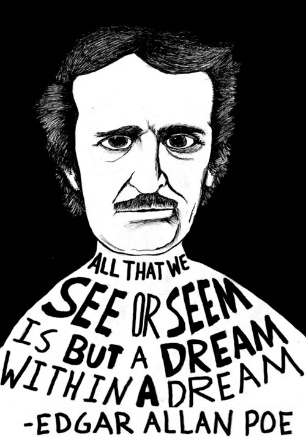 ALL THAT WE
SEE OR SEEM
IS BUT A DREAM
WITHIN A DREAM
-EDGAR ALLAN POE